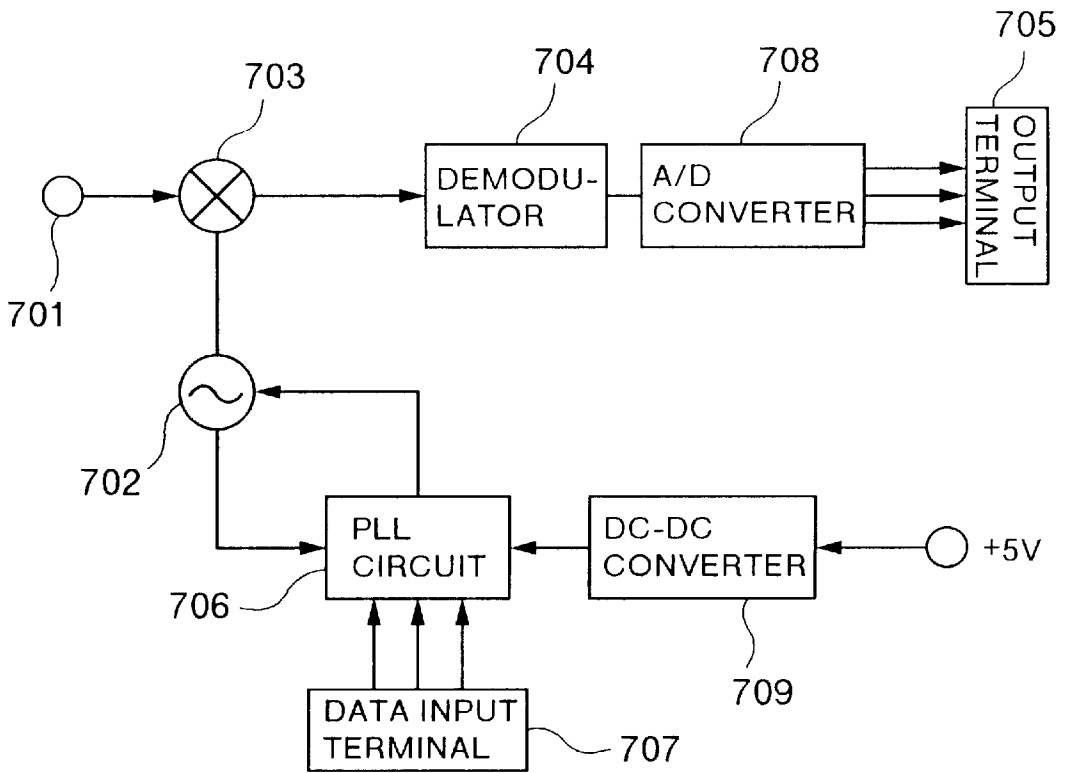 705
703
704
708
DEMODU-
LATOR
A/D
CONVERTER
OUTPUT
TERMINAL
701
702
PLL
CIRCUIT
DC-DC
CONVERTER
+5V
706
709
DATA INPUT
TERMINAL
707